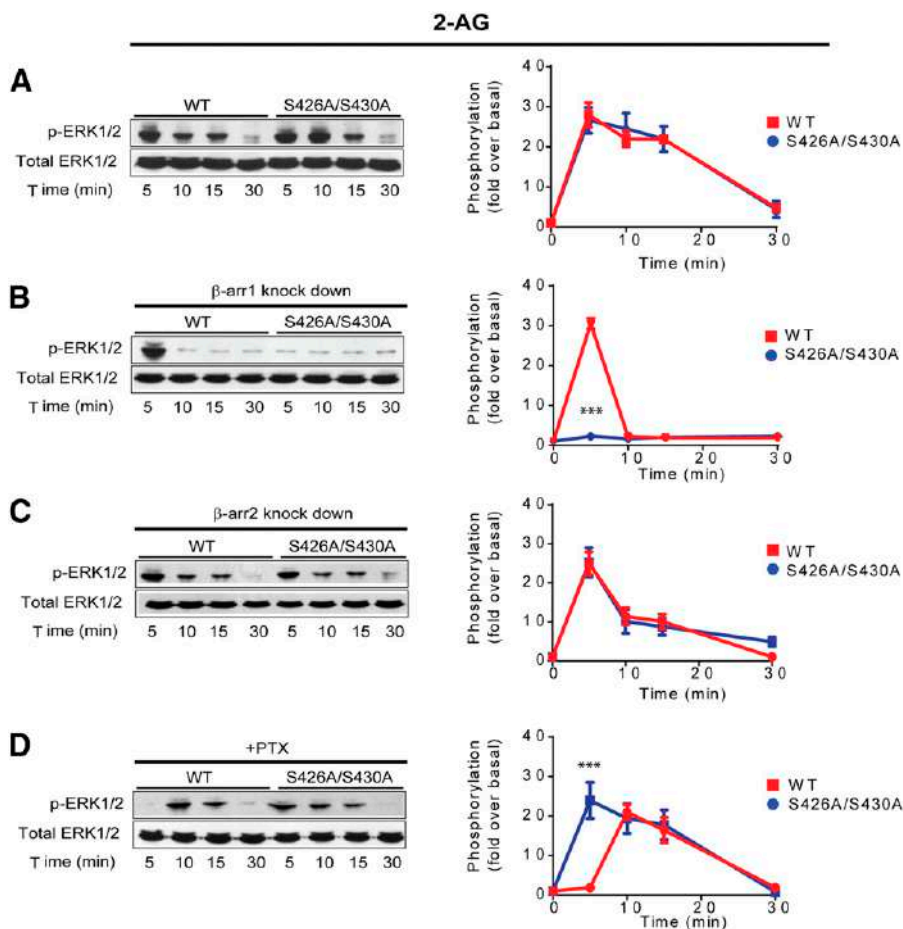 2-AG
A
WT S426A/S430A
p-ERK1/2
Total ERK1/2
Time (min) 5 10 15 30 5 10 15 30
Phosphorylation
(fold over basal)
40
30
20
10
0
0 10 20 30
Time (min)
WT
S426A/S430A
B
β-arr1 knock down
WT S426A/S430A
p-ERK1/2
Total ERK1/2
Time (min) 5 10 15 30 5 10 15 30
Phosphorylation
(fold over basal)
40
30
20
10
0
***
0 10 20 30
Time (min)
WT
S426A/S430A
C
β-arr2 knock down
WT S426A/S430A
p-ERK1/2
Total ERK1/2
Time (min) 5 10 15 30 5 10 15 30
Phosphorylation
(fold over basal)
40
30
20
10
0
0 10 20 30
Time (min)
WT
S426A/S430A
D
+PTX
WT S426A/S430A
p-ERK1/2
Total ERK1/2
Time (min) 5 10 15 30 5 10 15 30
Phosphorylation
(fold over basal)
40
30
20
10
0
***
0 10 20 30
Time (min)
WT
S426A/S430A